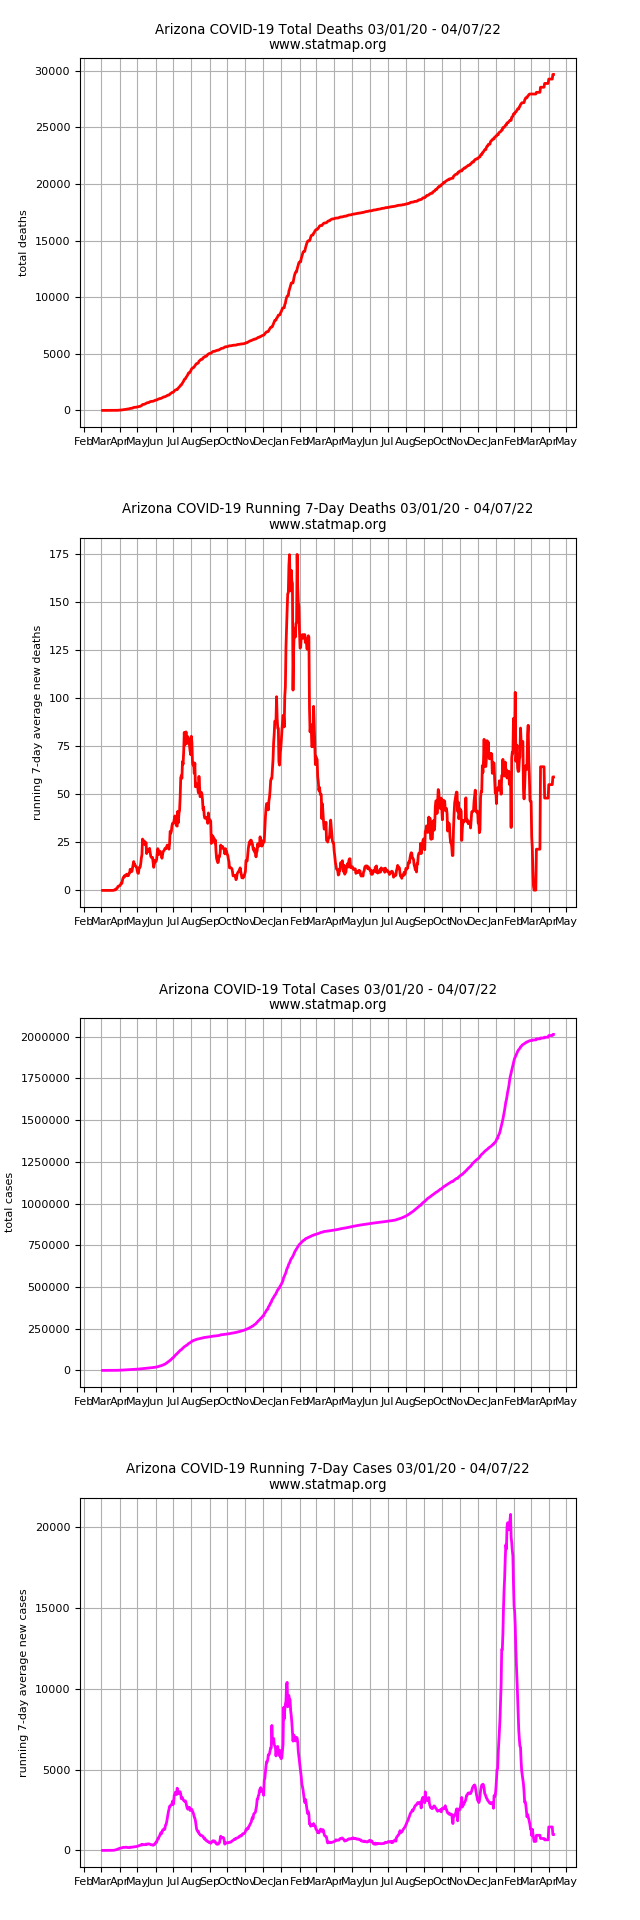 Arizona COVID-19 Total Deaths 03/01/20 - 04/07/22
www.statmap.org
30000
25000
20000
15000
10000
5000
0
total deaths
Feb Mar Apr May Jun Jul Aug Sep Oct Nov Dec Jan Feb Mar Apr May Jun Jul Aug Sep Oct Nov Dec Jan Feb Mar Apr May
Arizona COVID-19 Running 7-Day Deaths 03/01/20 - 04/07/22
www.statmap.org
175
150
125
100
75
50
25
0
running 7-day average new deaths
Feb Mar Apr May Jun Jul Aug Sep Oct Nov Dec Jan Feb Mar Apr May Jun Jul Aug Sep Oct Nov Dec Jan Feb Mar Apr May
Arizona COVID-19 Total Cases 03/01/20 - 04/07/22
www.statmap.org
2000000
1750000
1500000
1250000
1000000
750000
500000
250000
0
total cases
Feb Mar Apr May Jun Jul Aug Sep Oct Nov Dec Jan Feb Mar Apr May Jun Jul Aug Sep Oct Nov Dec Jan Feb Mar Apr May
Arizona COVID-19 Running 7-Day Cases 03/01/20 - 04/07/22
www.statmap.org
20000
15000
10000
5000
0
running 7-day average new cases
Feb Mar Apr May Jun Jul Aug Sep Oct Nov Dec Jan Feb Mar Apr May Jun Jul Aug Sep Oct Nov Dec Jan Feb Mar Apr May